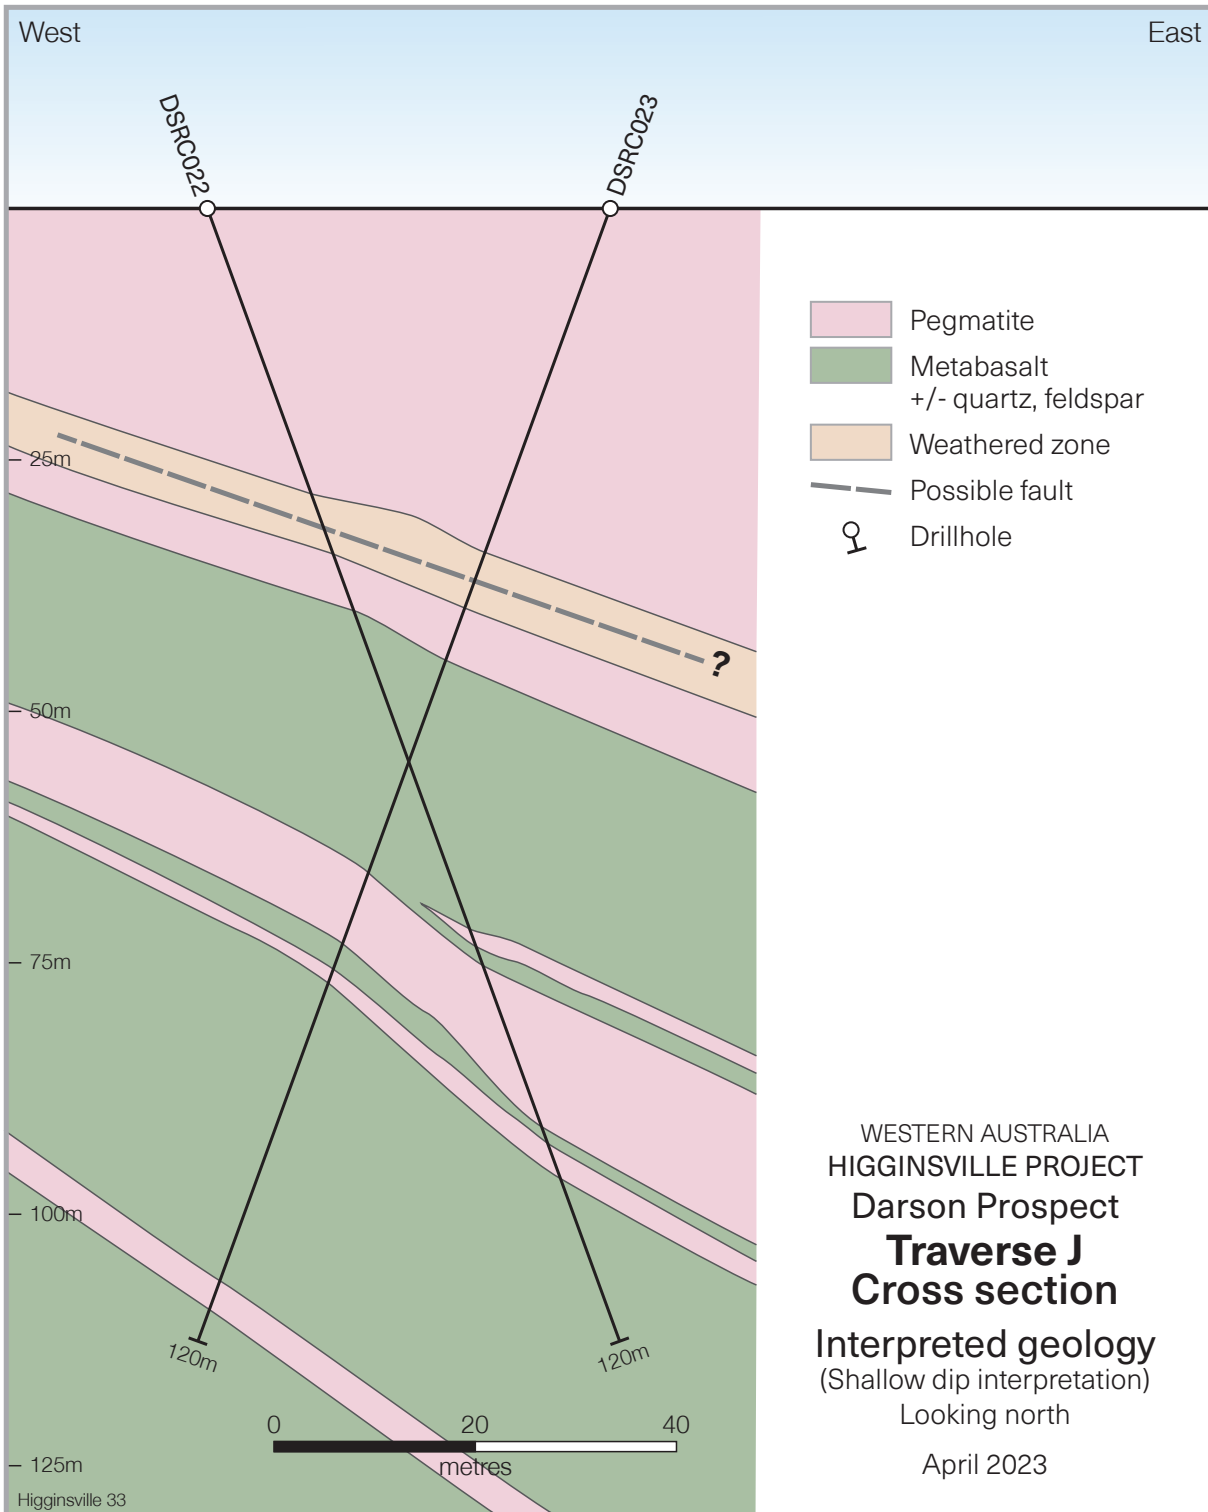 West
East
DSRC022
DSRC023
Pegmatite
Metabasalt
+/- quartz, feldspar
Weathered zone
Possible fault
Drillhole
25m
?
50m
75m
100m
120m
120m
0 20 40
metres
125m
Higginsville 33
WESTERN AUSTRALIA
HIGGINSVILLE PROJECT
Darson Prospect
Traverse J
Cross section
Interpreted geology
(Shallow dip interpretation)
Looking north
April 2023